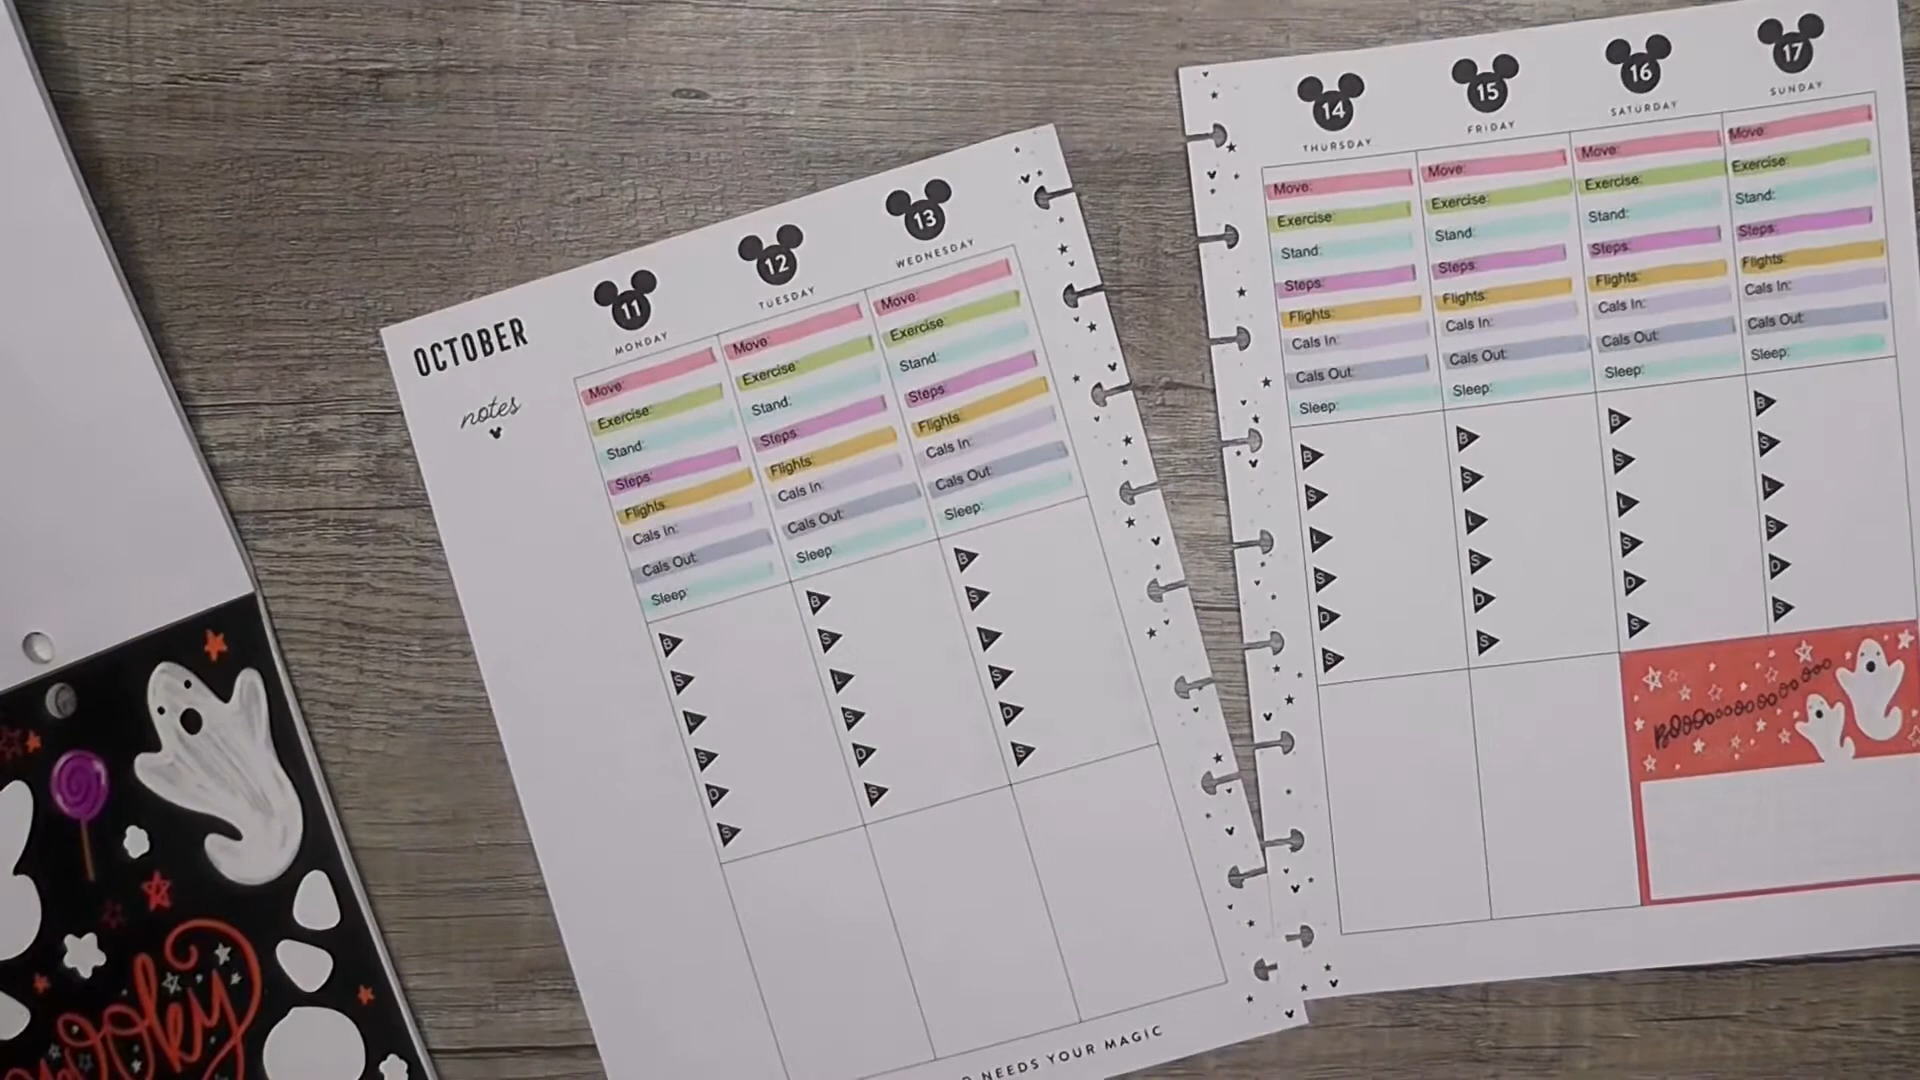 OCTOBER
notes
11
MONDAY
Move:
Exercise:
Stand:
Steps:
Flights:
Cals In:
Cals Out:
Sleep:
B
S
L
S
D
S
12
TUESDAY
Move:
Exercise:
Stand:
Steps:
Flights:
Cals In:
Cals Out:
Sleep:
B
S
L
S
D
S
13
WEDNESDAY
Move:
Exercise:
Stand:
Steps:
Flights:
Cals In:
Cals Out:
Sleep:
B
S
L
S
D
S
NEEDS YOUR MAGIC
14
THURSDAY
Move:
Exercise:
Stand:
Steps:
Flights:
Cals In:
Cals Out:
Sleep:
B
S
L
S
D
S
15
FRIDAY
Move:
Exercise:
Stand:
Steps:
Flights:
Cals In:
Cals Out:
Sleep:
B
S
L
S
D
S
16
SATURDAY
Move:
Exercise:
Stand:
Steps:
Flights:
Cals In:
Cals Out:
Sleep:
B
S
L
S
D
S
17
SUNDAY
Move:
Exercise:
Stand:
Steps:
Flights:
Cals In:
Cals Out:
Sleep:
B
S
L
S
D
S